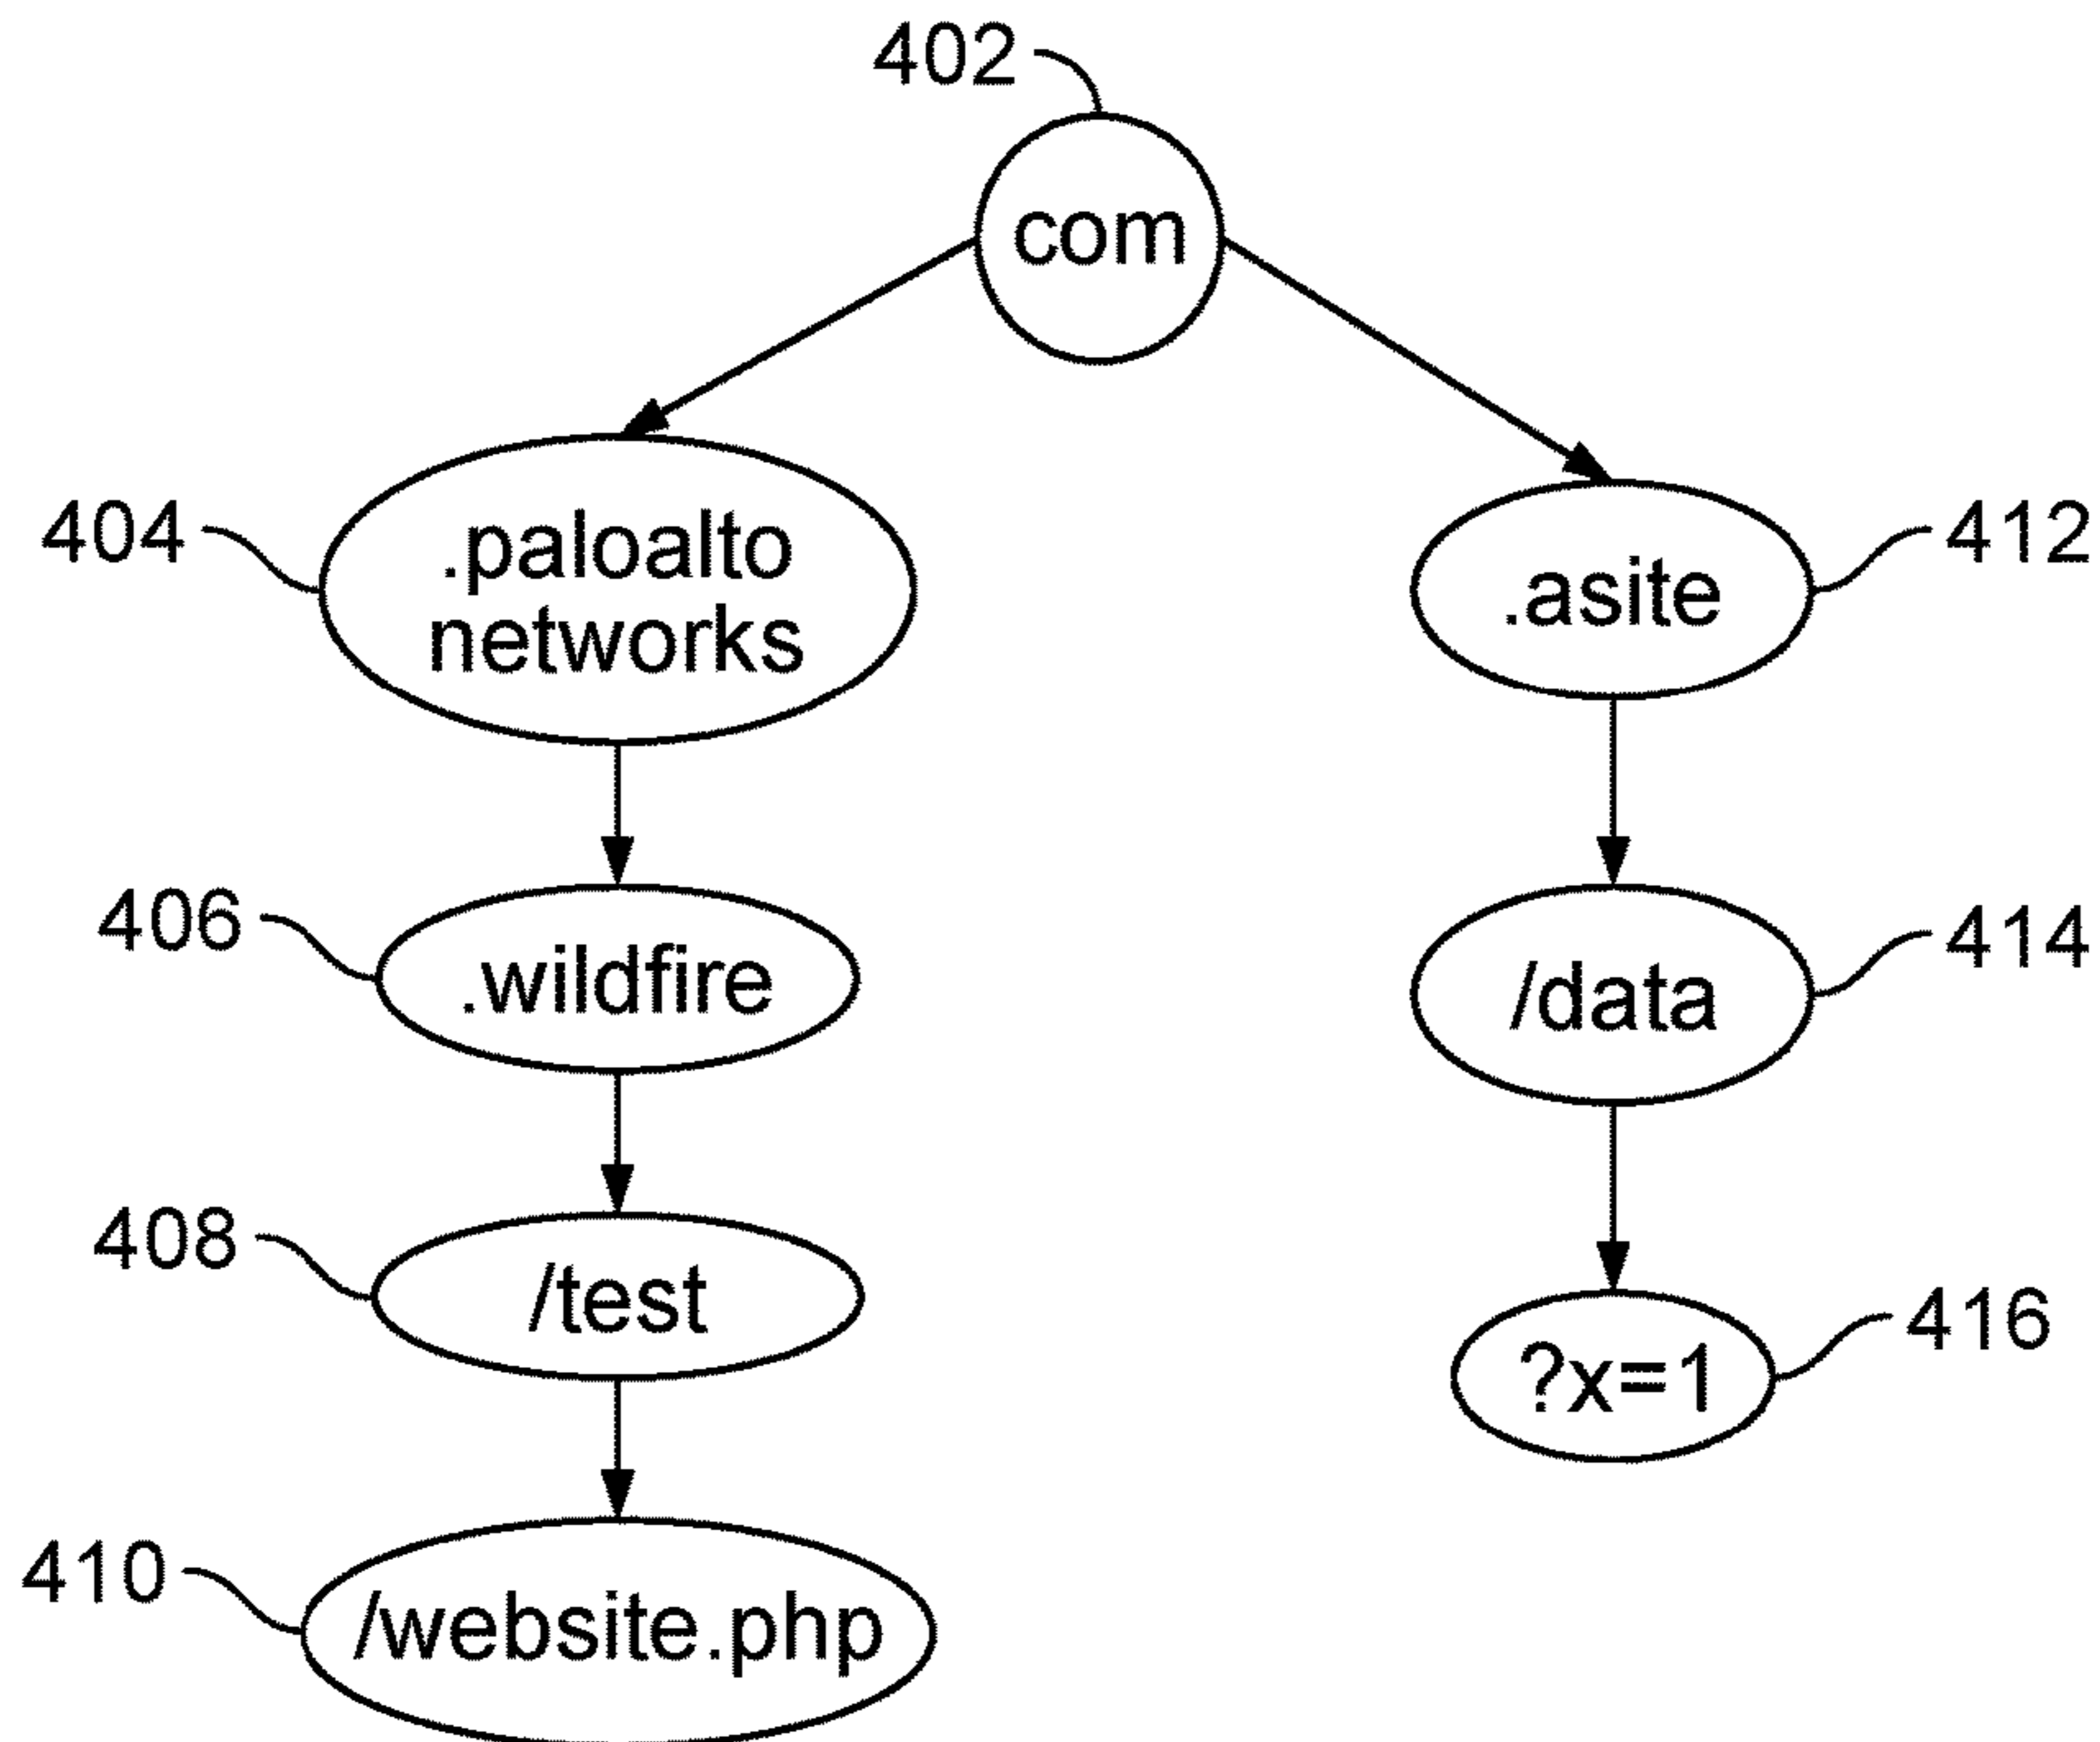 402
com
404
.paloalto
networks
412
.asite
406
.wildfire
414
/data
408
/test
416
?x=1
410
/website.php